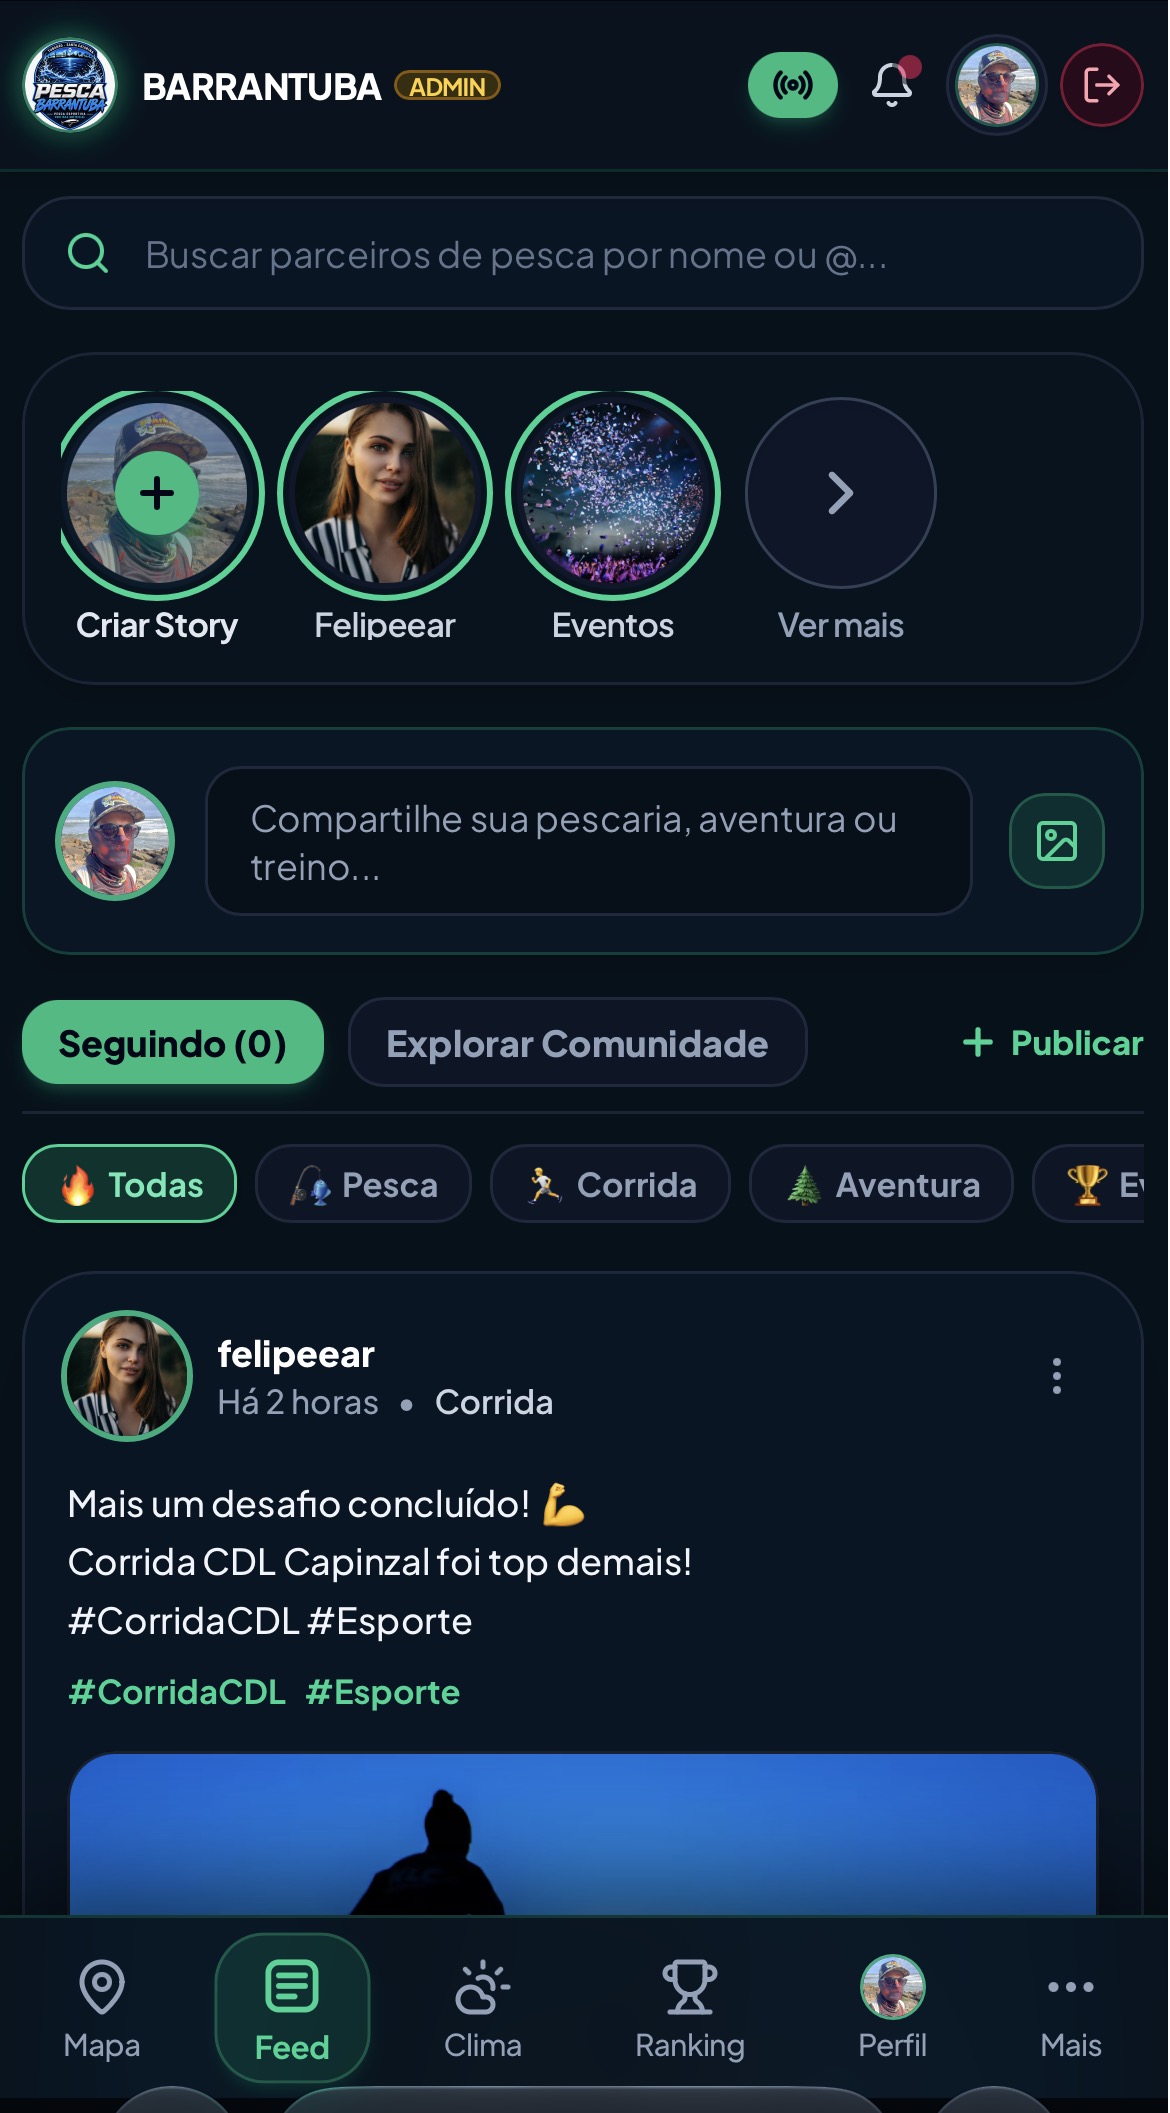 PESCA
BARRANTUBA
BARRANTUBA
ADMIN
Buscar parceiros de pesca por nome ou @...
Criar Story
Felipeear
Eventos
Ver mais
Compartilhe sua pescaria, aventura ou
treino...
Seguindo (0)
Explorar Comunidade
+ Publicar
🔥 Todas
🎣 Pesca
🏃 Corrida
🌲 Aventura
🏆 Ev
felipeear
Há 2 horas • Corrida
Mais um desafio concluído! 💪
Corrida CDL Capinzal foi top demais!
#CorridaCDL #Esporte
#CorridaCDL #Esporte
Mapa
Feed
Clima
Ranking
Perfil
Mais